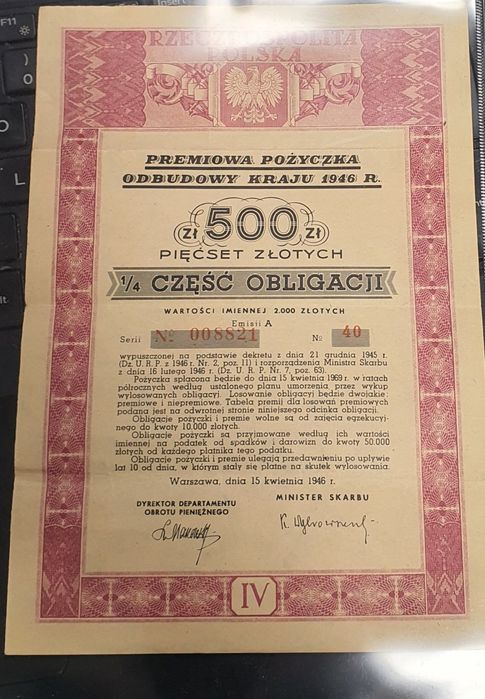 F11
Insert
O
L
RZECZPOSPOLITA
POLSKA
PREMIOWA POŻYCZKA
ODBUDOWY KRAJU 1946 R.
ZŁ 500 ZŁ
PIĘĆSET ZŁOTYCH
1/4 CZĘŚĆ OBLIGACJI
WARTOŚCI IMIENNEJ 2.000 ZŁOTYCH
Emisji A
Serii No 008821 No 40
wypuszczonej na podstawie dekretu z dnia 21 grudnia 1945 r.
(Dz. U. R. P. z 1946 r. Nr. 2, poz. 11) i rozporządzenia Ministra Skarbu
z dnia 16 lutego 1946 r. (Dz. U. R. P. Nr. 7, poz. 63).
Pożyczka spłacona będzie do dnia 15 kwietnia 1969 r. w ratach
półrocznych według ustalonego planu umorzenia przez wykup
wylosowanych obligacyj. Losowanie obligacyj będzie dwojakie:
premiowe i niepremiowe. Tabela premij dla losowań premiowych
podana jest na odwrotnej stronie niniejszego odcinka obligacji.
Obligacje pożyczki i premie wolne są od zajęcia egzekucyj-
nego do kwoty 10.000 złotych.
Obligacje pożyczki są przyjmowane według ich wartości
imiennej na podatek od spadków i darowizn do kwoty 50.000
złotych od każdego płatnika tego podatku.
Obligacje pożyczki i premie ulegają przedawnieniu po upływie
lat 10 od dnia, w którym stały się płatne na skutek wylosowania.
Warszawa, dnia 15 kwietnia 1946 r.
DYREKTOR DEPARTAMENTU
OBROTU PIENIĘŻNEGO
MINISTER SKARBU
IV